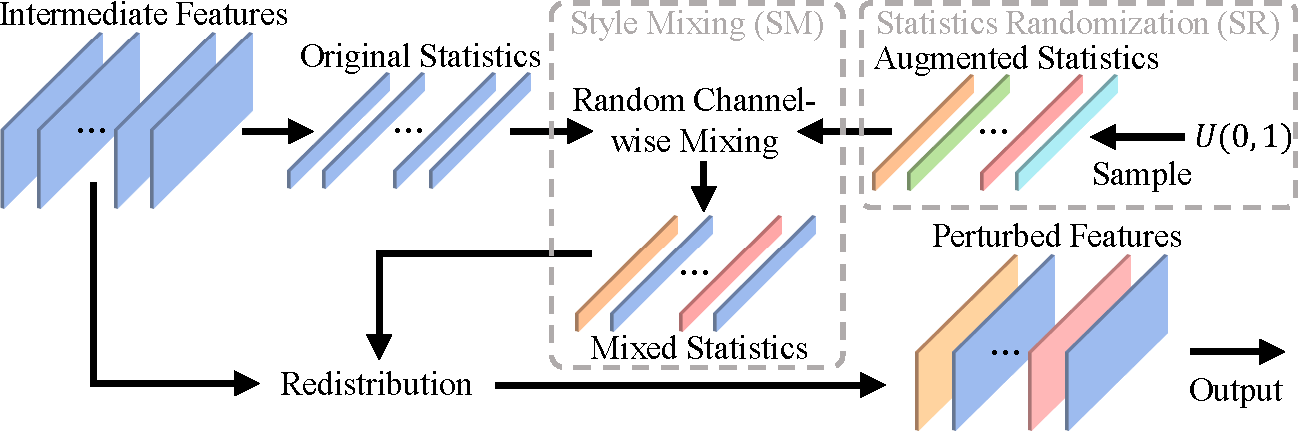 Intermediate Features
Original Statistics
Style Mixing (SM)
Statistics Randomization (SR)
Augmented Statistics
Random Channel-
wise Mixing
U(0, 1)
Sample
...
...
...
...
Mixed Statistics
Perturbed Features
...
Redistribution
Output